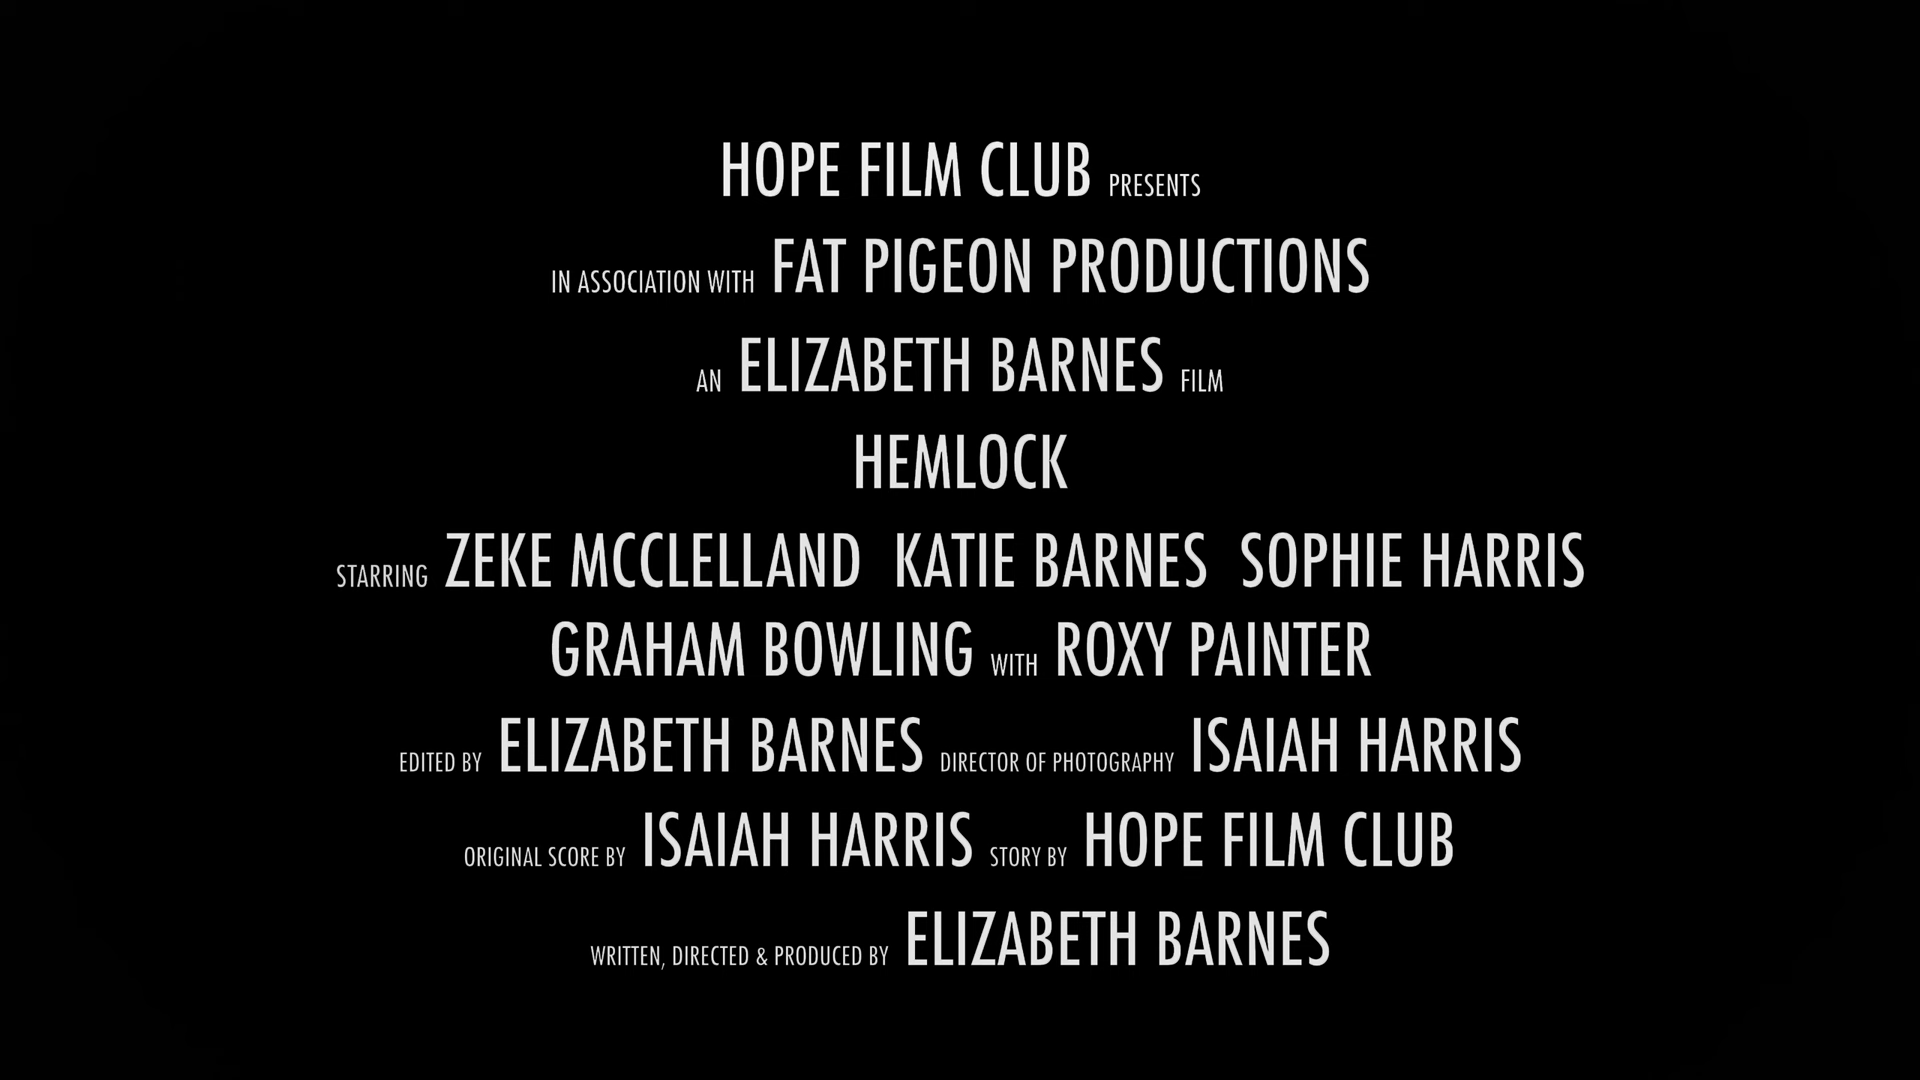 HOPE FILM CLUB PRESENTS
IN ASSOCIATION WITH FAT PIGEON PRODUCTIONS
AN ELIZABETH BARNES FILM
HEMLOCK
STARRING ZEKE MCCLELLAND KATIE BARNES SOPHIE HARRIS
GRAHAM BOWLING WITH ROXY PAINTER
EDITED BY ELIZABETH BARNES DIRECTOR OF PHOTOGRAPHY ISAIAH HARRIS
ORIGINAL SCORE BY ISAIAH HARRIS STORY BY HOPE FILM CLUB
WRITTEN, DIRECTED & PRODUCED BY ELIZABETH BARNES